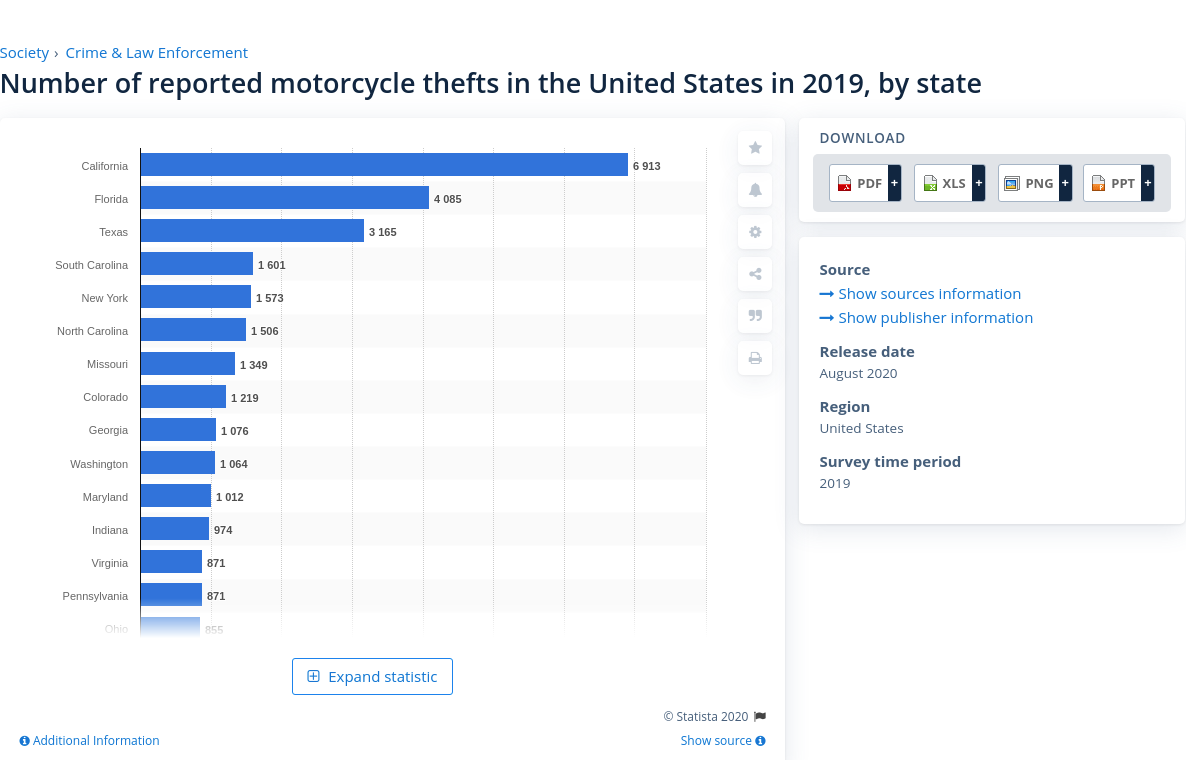 Society › Crime & Law Enforcement
Number of reported motorcycle thefts in the United States in 2019, by state
California 6 913
Florida 4 085
Texas 3 165
South Carolina 1 601
New York 1 573
North Carolina 1 506
Missouri 1 349
Colorado 1 219
Georgia 1 076
Washington 1 064
Maryland 1 012
Indiana 974
Virginia 871
Pennsylvania 871
Ohio 855
Expand statistic
© Statista 2020
Additional Information
Show source
DOWNLOAD
PDF + XLS + PNG + PPT +
Source
Show sources information
Show publisher information
Release date
August 2020
Region
United States
Survey time period
2019